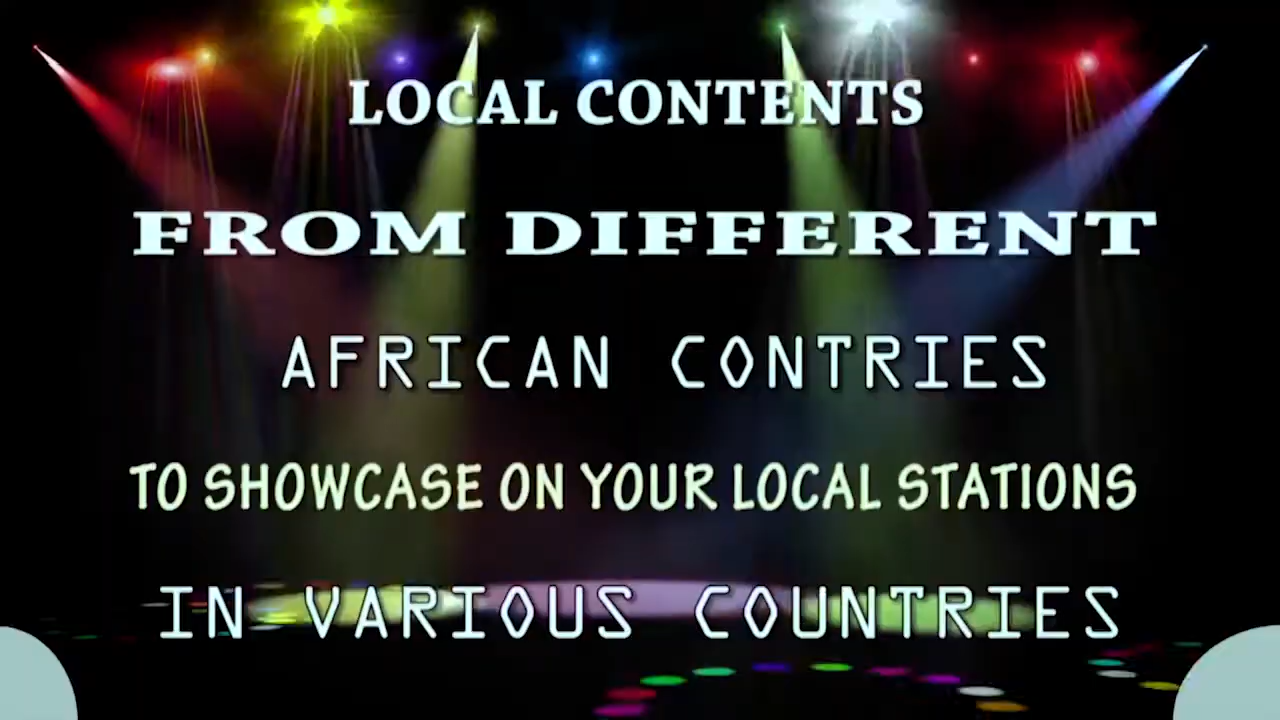 LOCAL CONTENTS
FROM DIFFERENT
AFRICAN CONTRIES
TO SHOWCASE ON YOUR LOCAL STATIONS
IN VARIOUS COUNTRIES